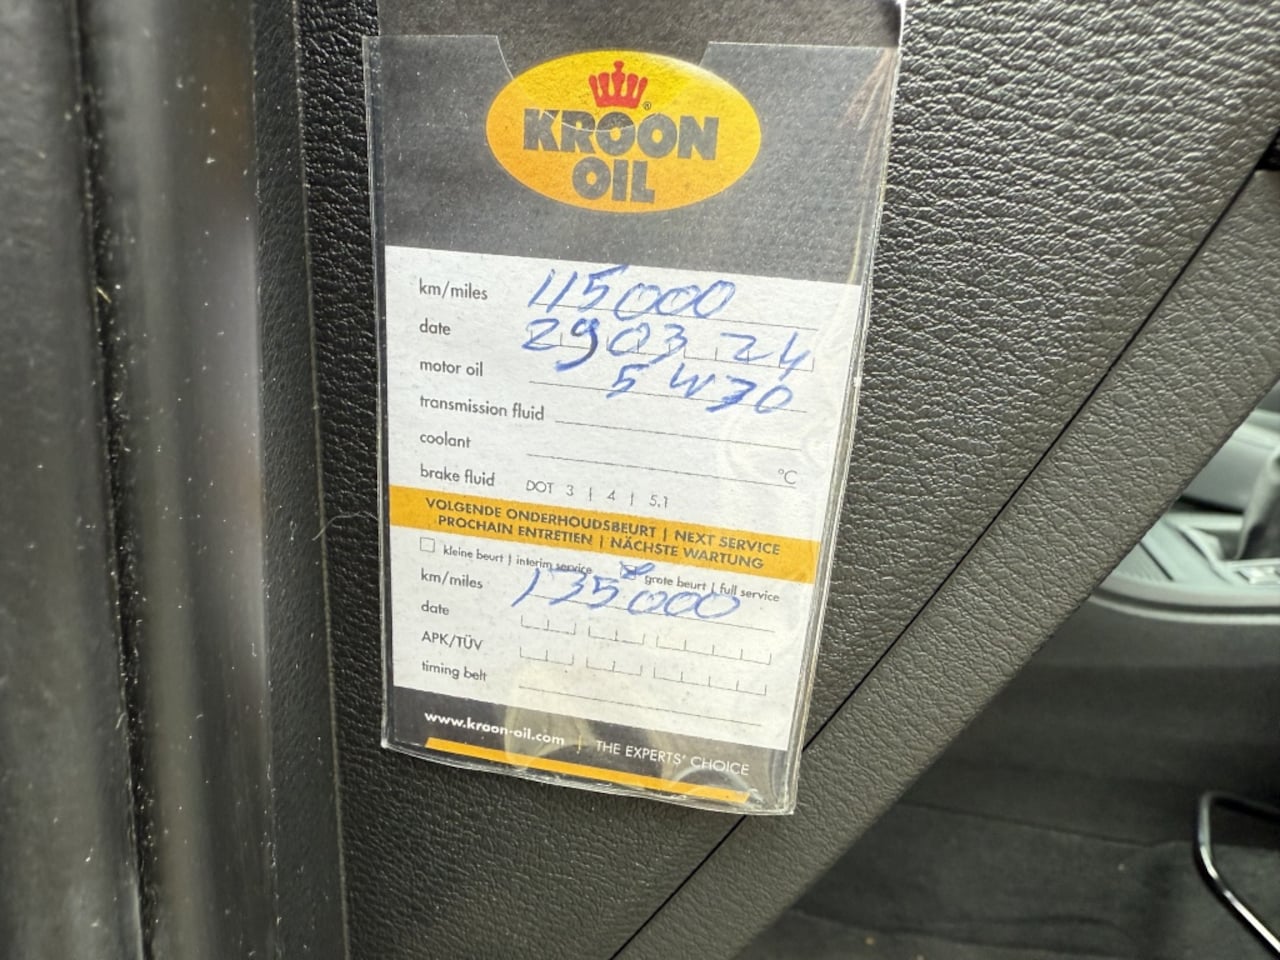 KROON
OIL
®
km/miles 115000
date 29 03 24
motor oil 5W30
transmission fluid
coolant °C
brake fluid DOT 3 | 4 | 5.1
VOLGENDE ONDERHOUDSBEURT | NEXT SERVICE
PROCHAIN ENTRETIEN | NÄCHSTE WARTUNG
kleine beurt | interim service grote beurt | full service
km/miles 135000
date
APK/TÜV
timing belt
www.kroon-oil.com | THE EXPERTS' CHOICE